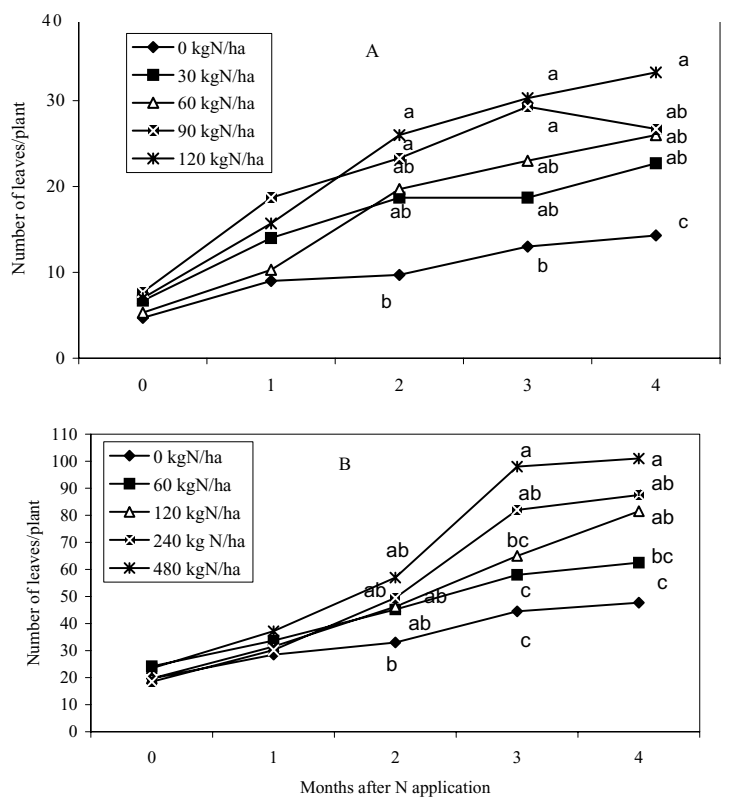 40
0 kgN/ha
30 kgN/ha
60 kgN/ha
90 kgN/ha
120 kgN/ha
A
a
a
a
a
a
a
ab
ab
ab
ab
ab
ab
ab
c
b
b
30
20
10
0
0 1 2 3 4
Number of leaves/plant
110
100
90
80
70
60
50
40
30
20
10
0
0 kgN/ha
60 kgN/ha
120 kgN/ha
240 kg N/ha
480 kgN/ha
B
a
a
ab
ab
ab
ab
ab
ab
ab
bc
bc
c
c
c
b
0 1 2 3 4
Number of leaves/plant
Months after N application